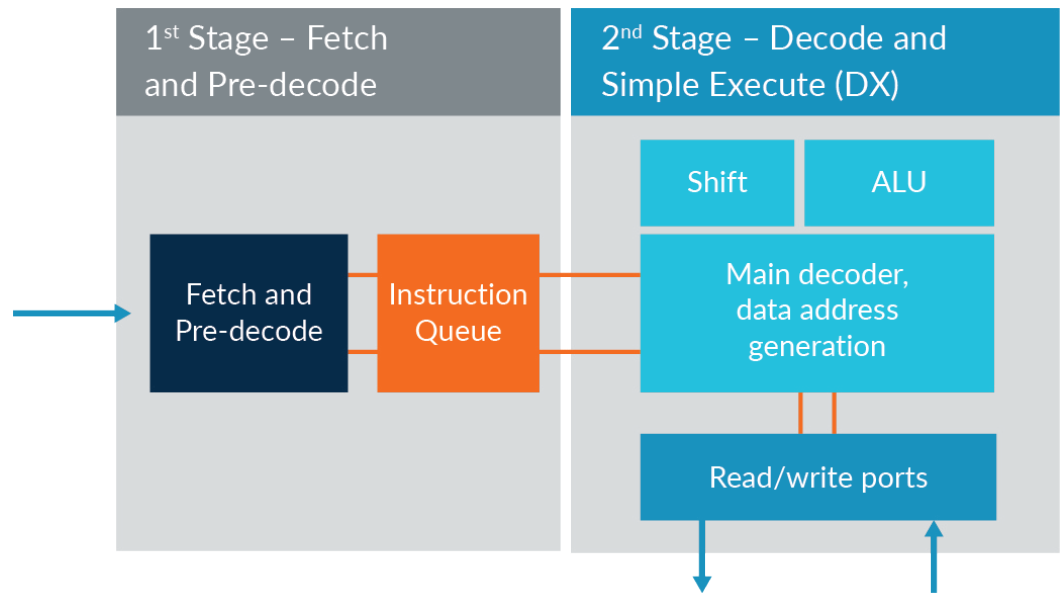 1st Stage – Fetch
and Pre-decode
2nd Stage – Decode and
Simple Execute (DX)
Shift
ALU
Fetch and
Pre-decode
Instruction
Queue
Main decoder,
data address
generation
Read/write ports